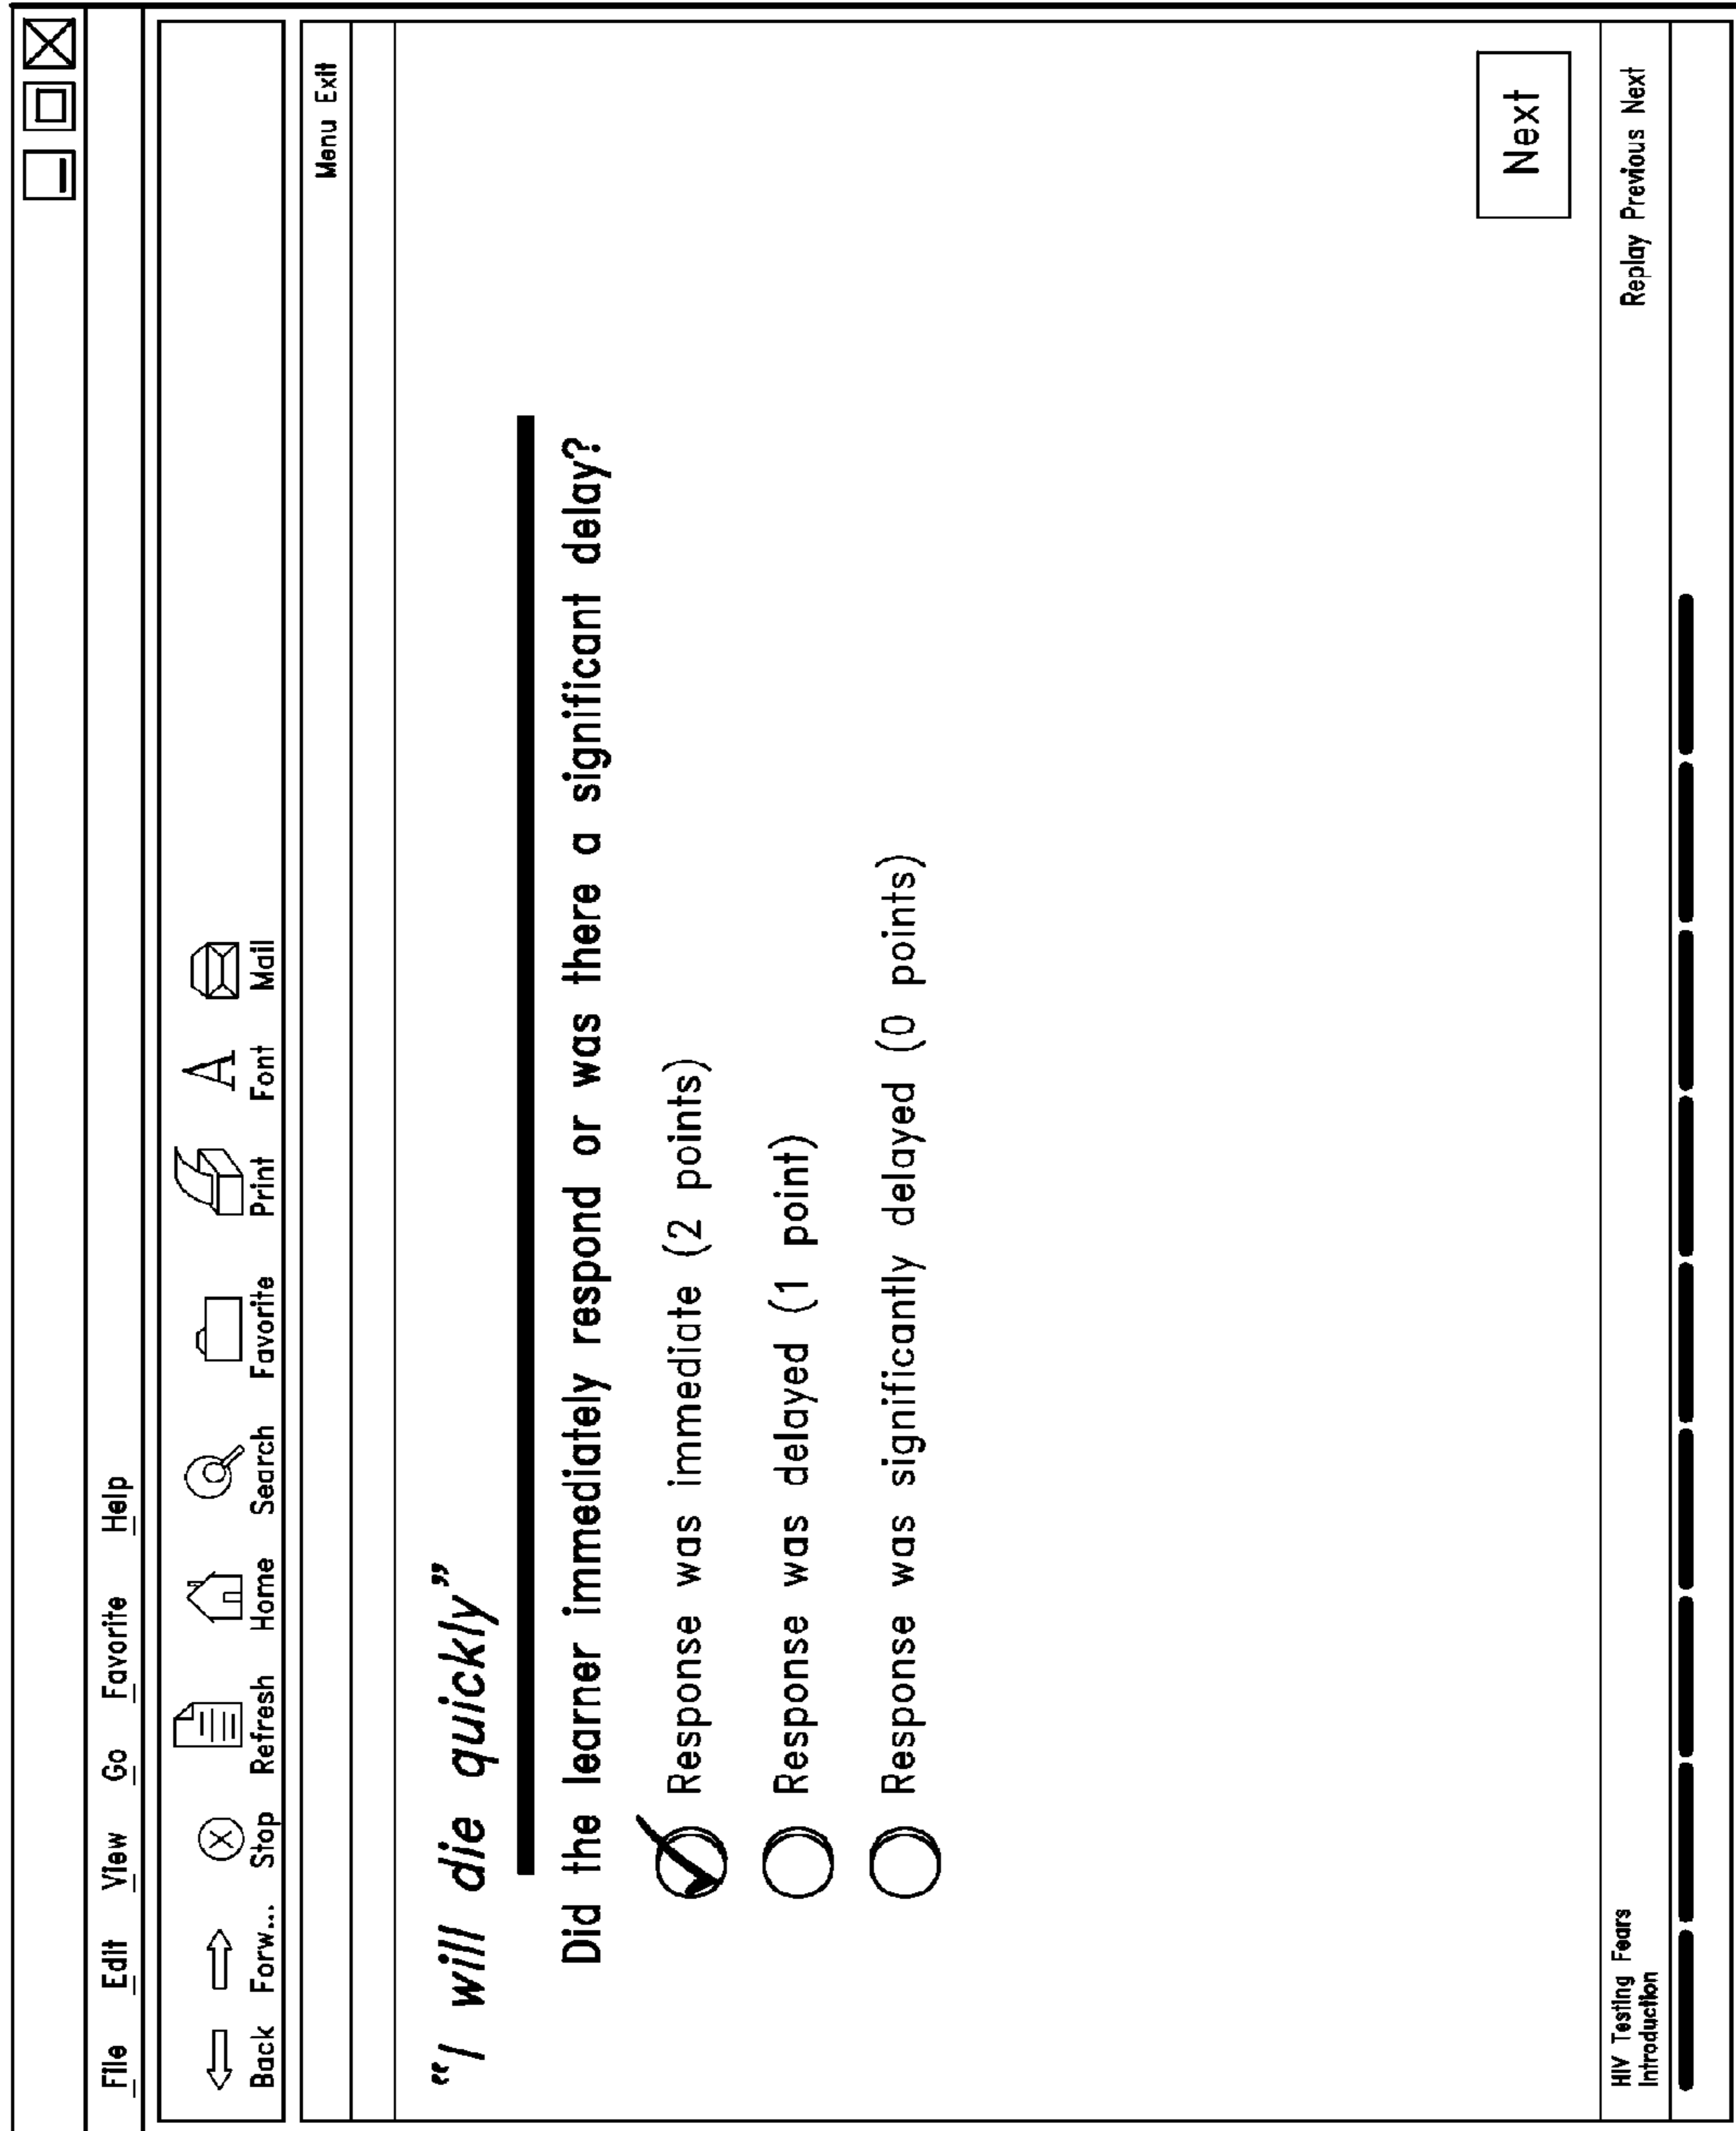 File Edit View Go Favorite Help
Back Forw... Stop Refresh Home Search Favorite Print Font Mail
Menu Exit
“I will die quickly”
Did the learner immediately respond or was there a significant delay?
Response was immediate (2 points)
Response was delayed (1 point)
Response was significantly delayed (0 points)
Next
HIV Testing Fears
Introduction
Replay Previous Next